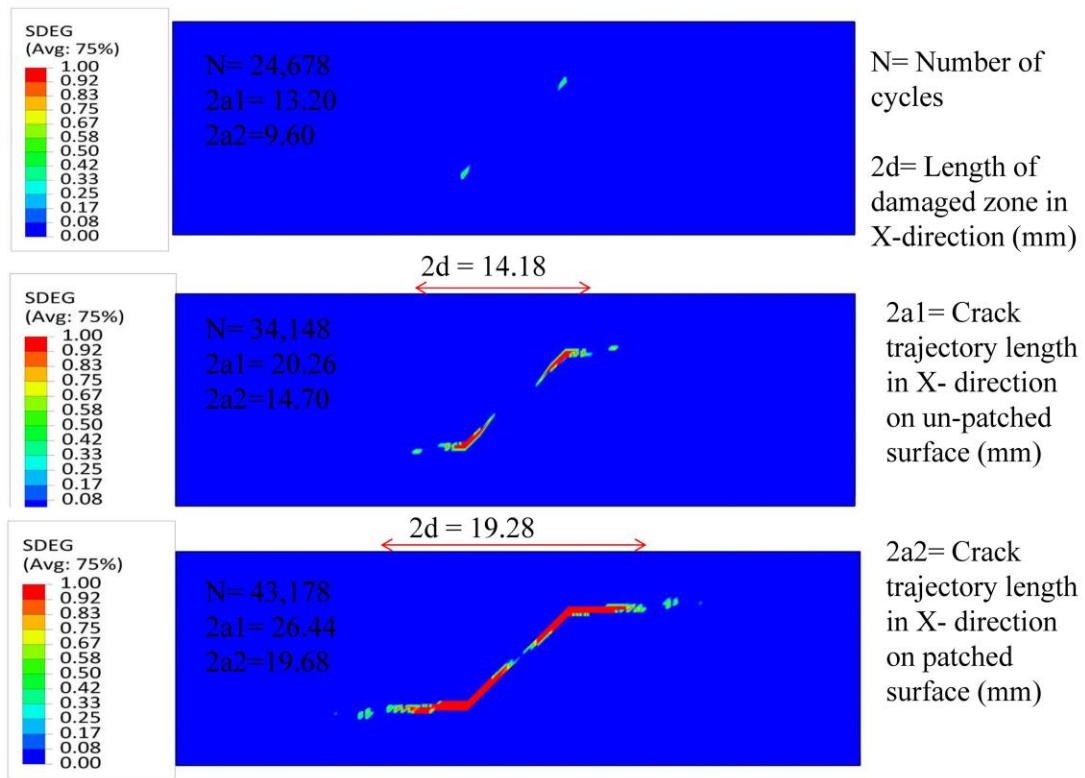 SDEG
(Avg: 75%)
1.00
0.92
0.83
0.75
0.67
0.58
0.50
0.42
0.33
0.25
0.17
0.08
0.00
N= 24,678
2a1= 13.20
2a2=9.60
N= Number of
cycles
2d= Length of
damaged zone in
X-direction (mm)
2d = 14.18
SDEG
(Avg: 75%)
1.00
0.92
0.83
0.75
0.67
0.58
0.50
0.42
0.33
0.25
0.17
0.08
N= 34,148
2a1= 20.26
2a2=14.70
2a1= Crack
trajectory length
in X- direction
on un-patched
surface (mm)
2d = 19.28
SDEG
(Avg: 75%)
1.00
0.92
0.83
0.75
0.67
0.58
0.50
0.42
0.33
0.25
0.17
0.08
0.00
N= 43,178
2a1= 26.44
2a2=19.68
2a2= Crack
trajectory length
in X- direction
on patched
surface (mm)